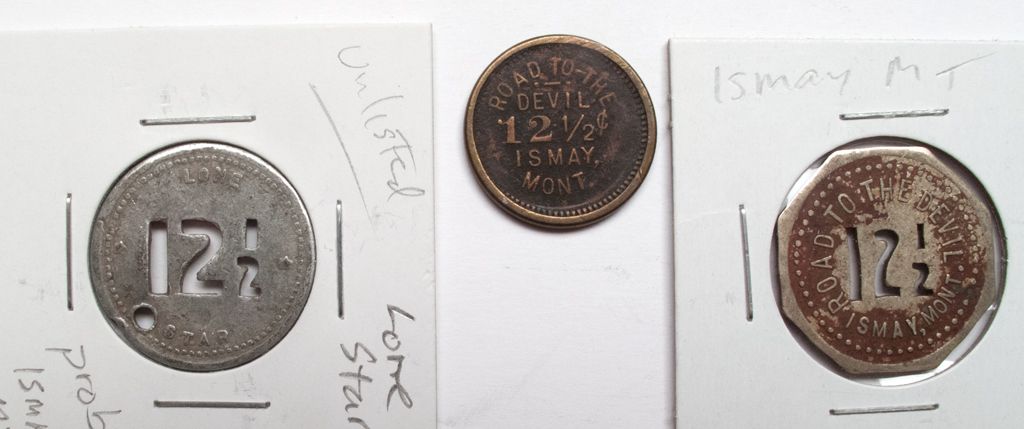 Unlisted
LONE
12 1/2
STAR
Lone
Star
prob
Ism
ROAD TO THE
DEVIL
12 1/2¢
ISMAY,
MONT.
Ismay MT
ROAD TO THE DEVIL
12 1/2
ISMAY, MONT.